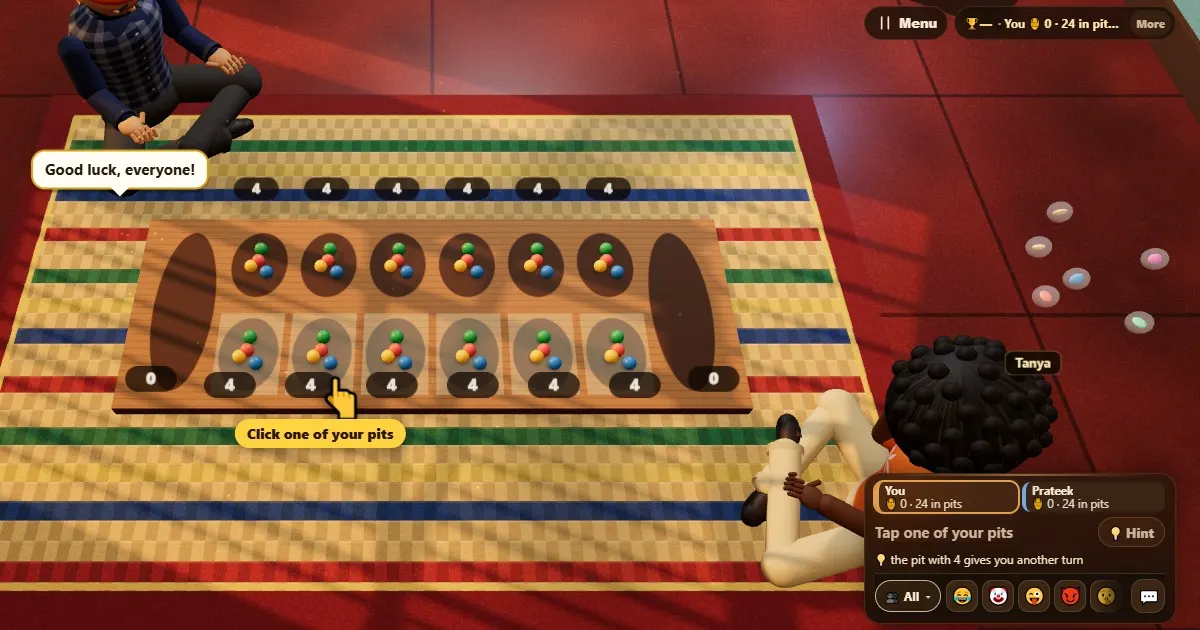 Menu
— · You 0 · 24 in pit... More
Good luck, everyone!
4 4 4 4 4 4
0 4 4 4 4 4 4 0
Click one of your pits
Tanya
You
0 · 24 in pits
Prateek
0 · 24 in pits
Tap one of your pits
Hint
the pit with 4 gives you another turn
All